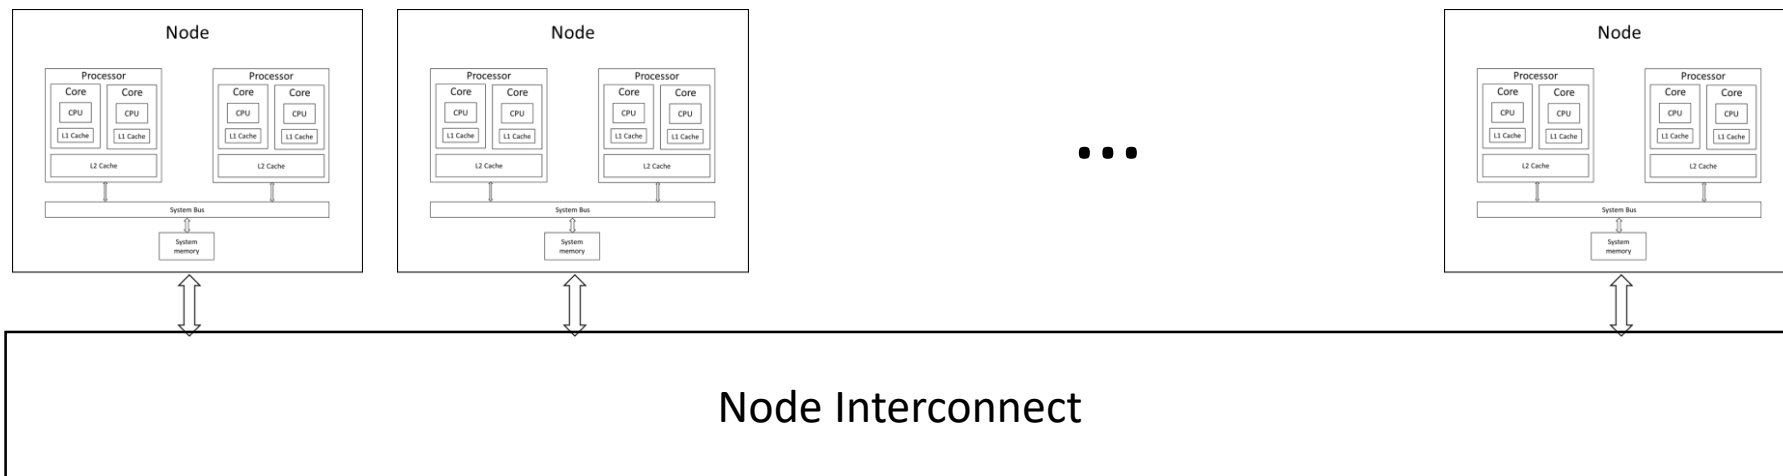 Node
Processor
Core
Core
CPU
CPU
L1 Cache
L1 Cache
L2 Cache
Processor
Core
Core
CPU
CPU
L1 Cache
L1 Cache
L2 Cache
System Bus
System
memory
Node
Processor
Core
Core
CPU
CPU
L1 Cache
L1 Cache
L2 Cache
Processor
Core
Core
CPU
CPU
L1 Cache
L1 Cache
L2 Cache
System Bus
System
memory
...
Node
Processor
Core
Core
CPU
CPU
L1 Cache
L1 Cache
L2 Cache
Processor
Core
Core
CPU
CPU
L1 Cache
L1 Cache
L2 Cache
System Bus
System
memory
Node Interconnect